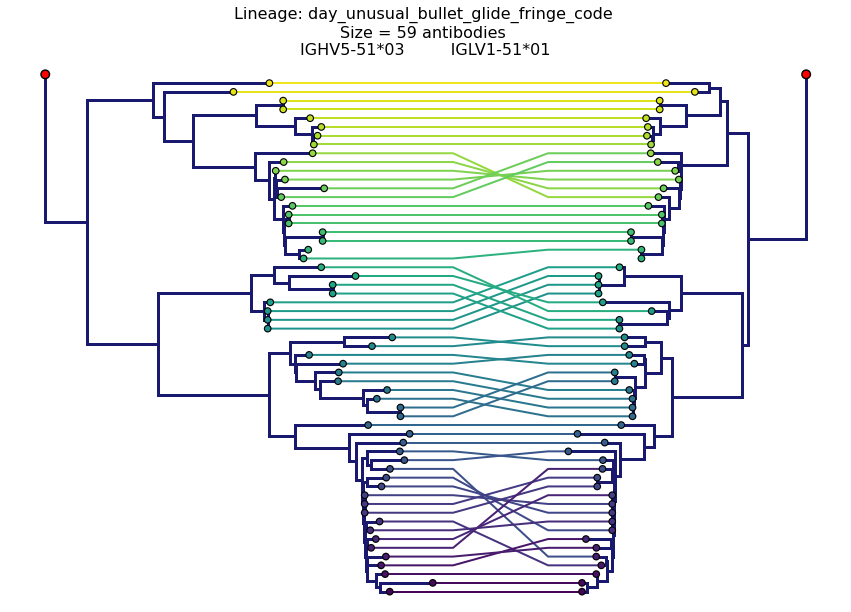 Lineage: day_unusual_bullet_glide_fringe_code
Size = 59 antibodies
IGHV5-51*03 IGLV1-51*01